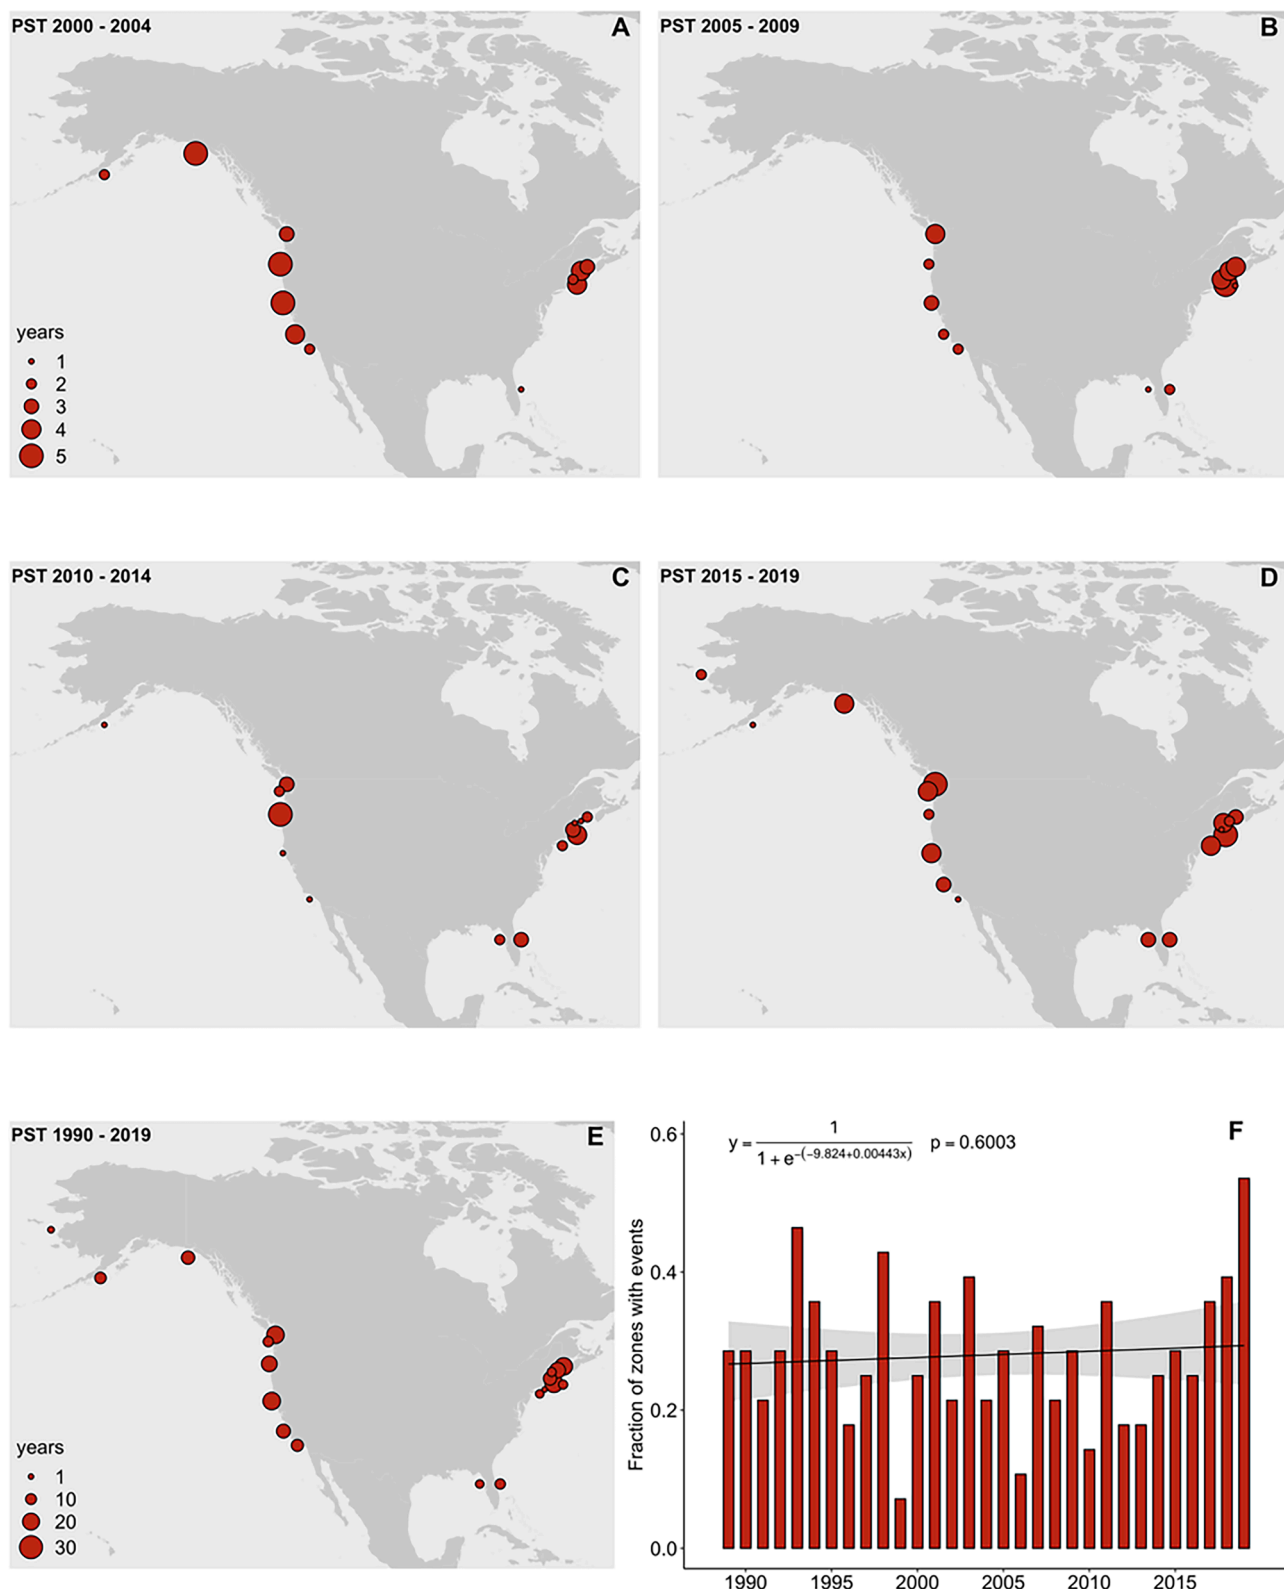 PST 2000 - 2004
A
years
1
2
3
4
5
PST 2005 - 2009
B
PST 2010 - 2014
C
PST 2015 - 2019
D
PST 1990 - 2019
E
years
1
10
20
30
F
y = 1 / 1 + e^−(−9.824+0.00443x) p = 0.6003
Fraction of zones with events
0.6
0.4
0.2
0.0
1990 1995 2000 2005 2010 2015